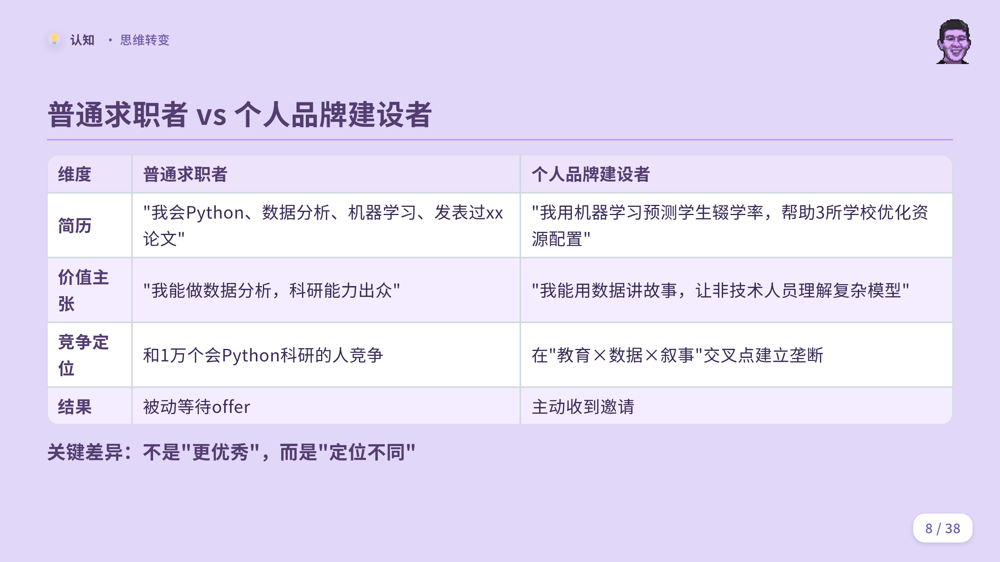 认知 · 思维转变
普通求职者 vs 个人品牌建设者
维度 普通求职者 个人品牌建设者
简历 "我会Python、数据分析、机器学习、发表过xx
论文" "我用机器学习预测学生辍学率，帮助3所学校优化资
源配置"
价值主
张 "我能做数据分析，科研能力出众" "我能用数据讲故事，让非技术人员理解复杂模型"
竞争定
位 和1万个会Python科研的人竞争 在"教育×数据×叙事"交叉点建立垄断
结果 被动等待offer 主动收到邀请
关键差异：不是"更优秀"，而是"定位不同"
8 / 38